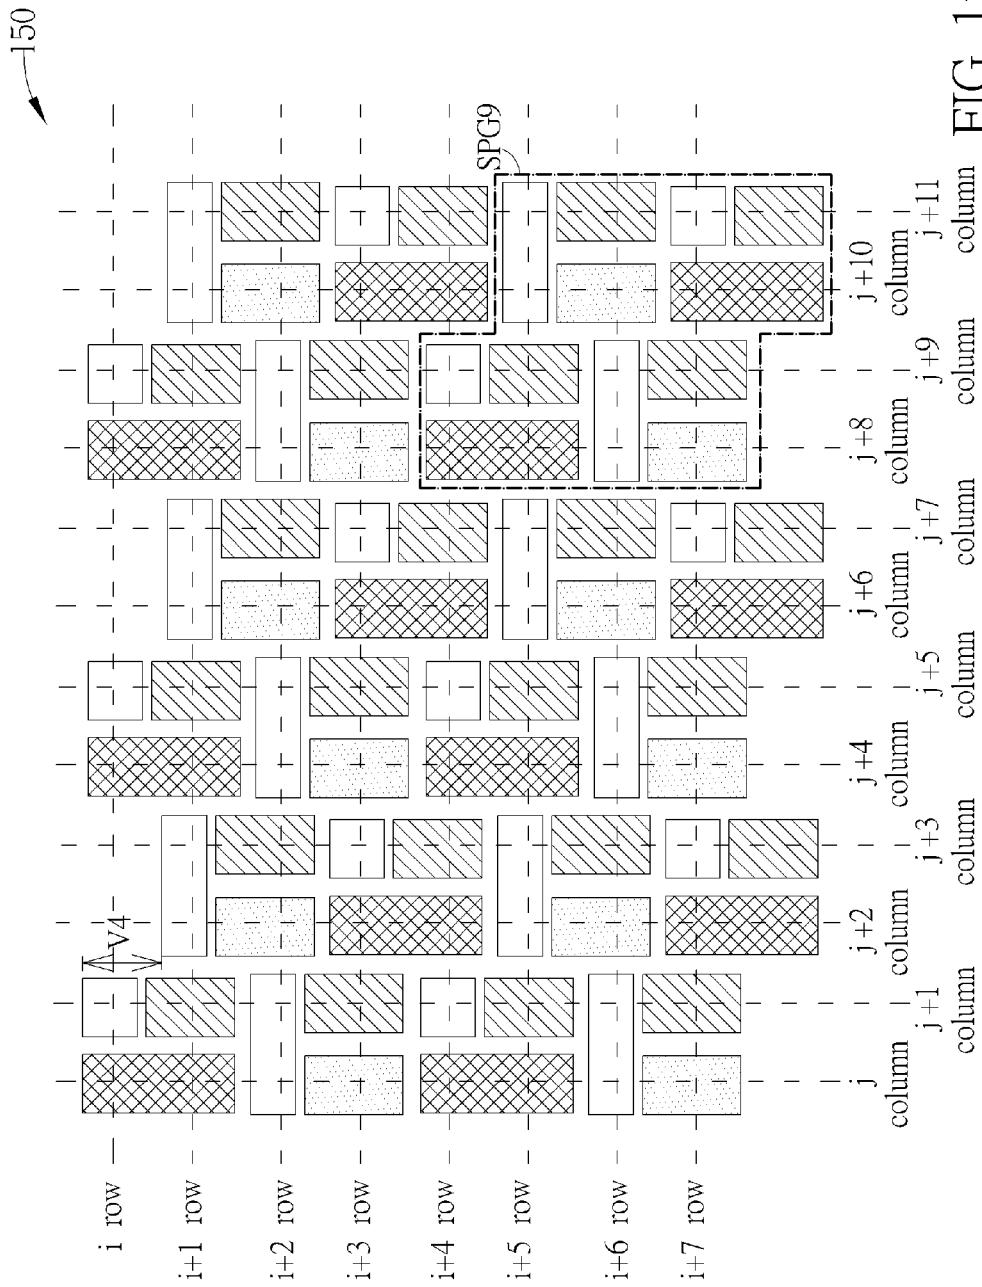 150
FIG. 1
SPG9
V4
i row
i+1 row
i+2 row
i+3 row
i+4 row
i+5 row
i+6 row
i+7 row
j
column
j+1
column
j+2
column
j+3
column
j+4
column
j+5
column
j+6
column
j+7
column
j+8
column
j+9
column
j+10
column
j+11
column